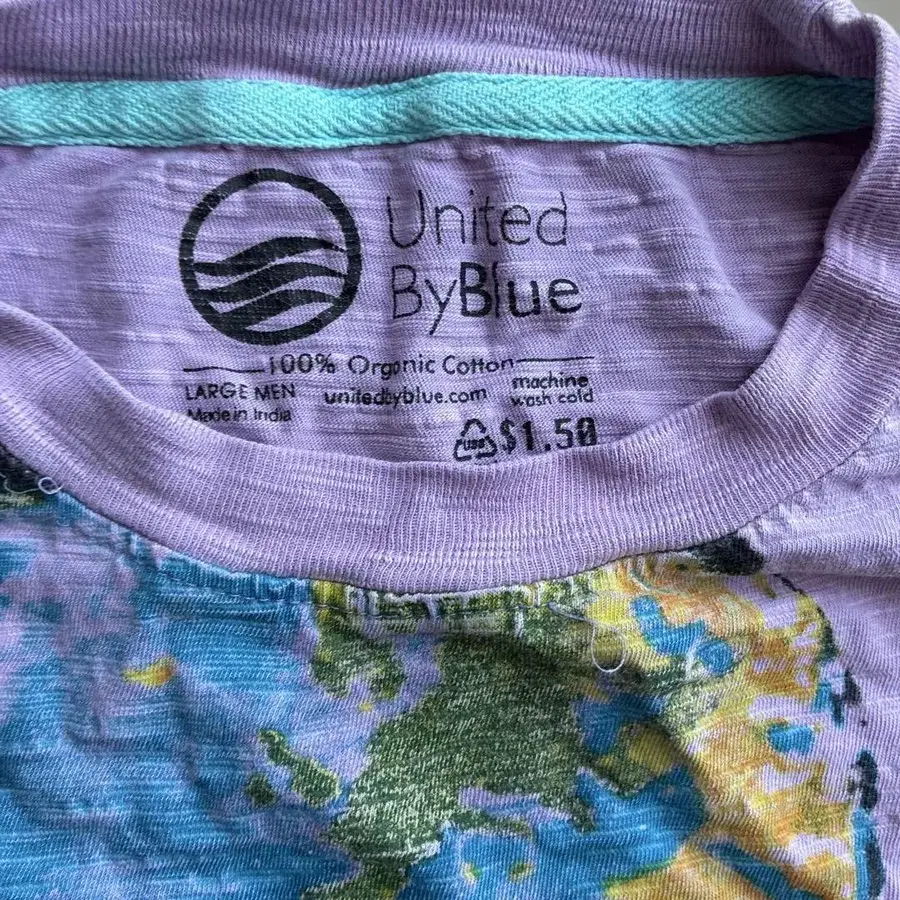 United
ByBlue
100% Organic Cotton
LARGE MEN unitedbyblue.com machine
Made in India wash cold
$1.50